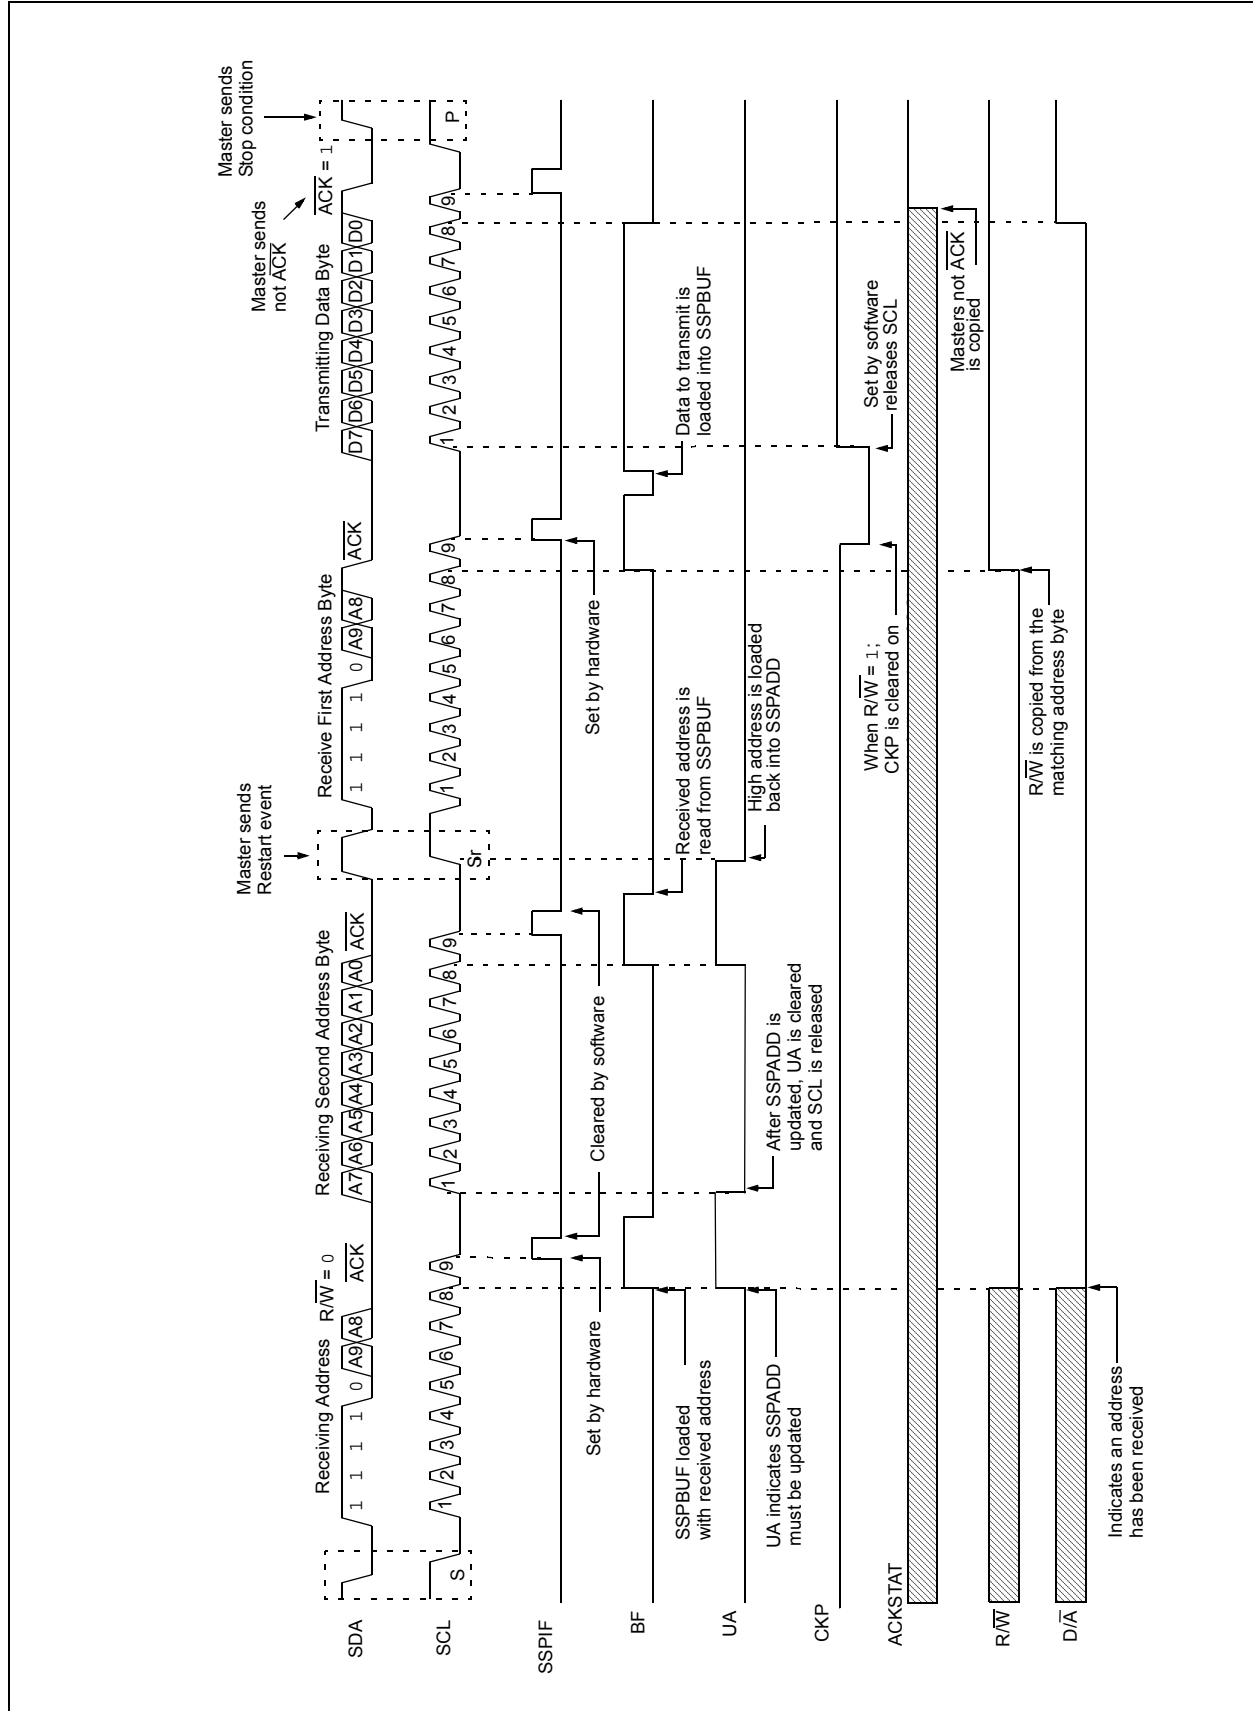 Master sends
Stop condition
Master sends
not A̅C̅K̅
A̅C̅K̅ = 1
Master sends
Restart event
Receiving Address R/W̅ = 0
Receiving Second Address Byte
Receive First Address Byte
Transmitting Data Byte
SDA
1 1 1 1 0 A9 A8 A̅C̅K̅
A7 A6 A5 A4 A3 A2 A1 A0 A̅C̅K̅
1 1 1 1 0 A9 A8 A̅C̅K̅
D7 D6 D5 D4 D3 D2 D1 D0
SCL
S 1 2 3 4 5 6 7 8 9
1 2 3 4 5 6 7 8 9
Sr 1 2 3 4 5 6 7 8 9
1 2 3 4 5 6 7 8 9 P
SSPIF
Set by hardware
Cleared by software
Set by hardware
BF
SSPBUF loaded
with received address
Received address is
read from SSPBUF
Data to transmit is
loaded into SSPBUF
UA
UA indicates SSPADD
must be updated
After SSPADD is
updated, UA is cleared
and SCL is released
High address is loaded
back into SSPADD
CKP
When R/W̅ = 1;
CKP is cleared on
Set by software
releases SCL
ACKSTAT
Masters not A̅C̅K̅
is copied
R/W̅
R/W̅ is copied from the
matching address byte
D/A̅
Indicates an address
has been received